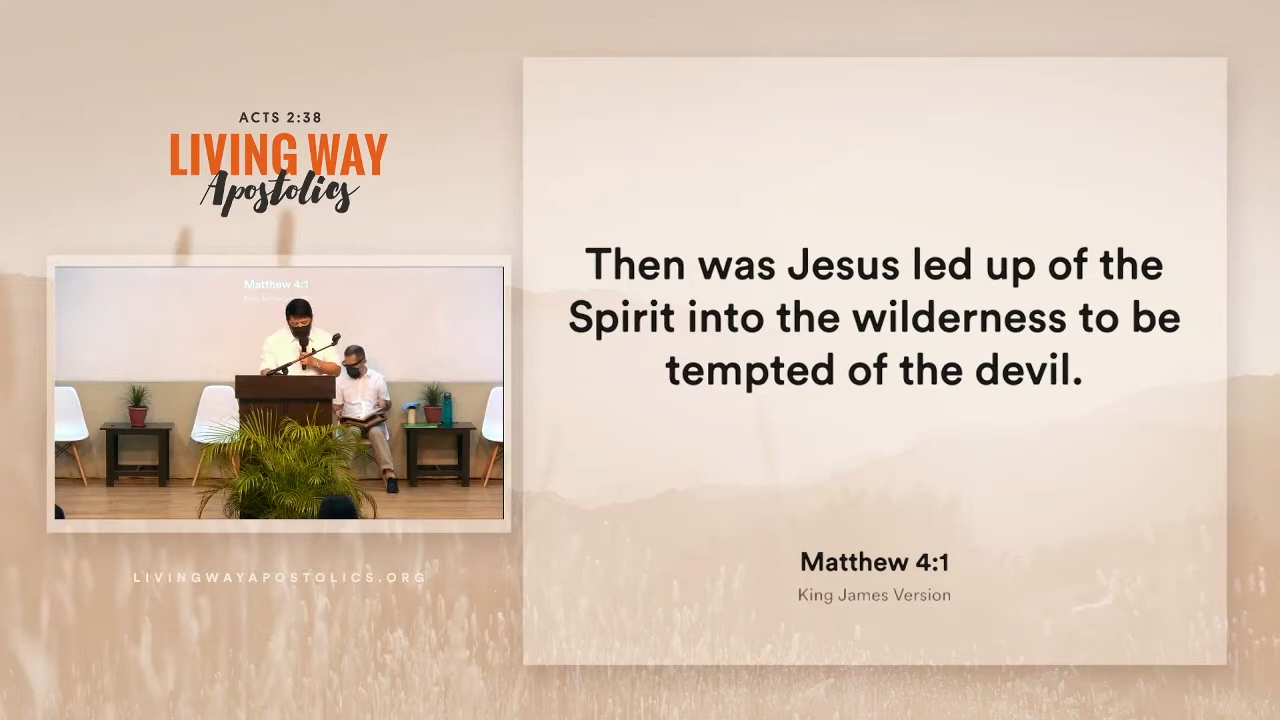 ACTS 2:38
LIVING WAY
Apostolics
Matthew 4:1
LIVINGWAYAPOSTOLICS.ORG
Then was Jesus led up of the
Spirit into the wilderness to be
tempted of the devil.
Matthew 4:1
King James Version